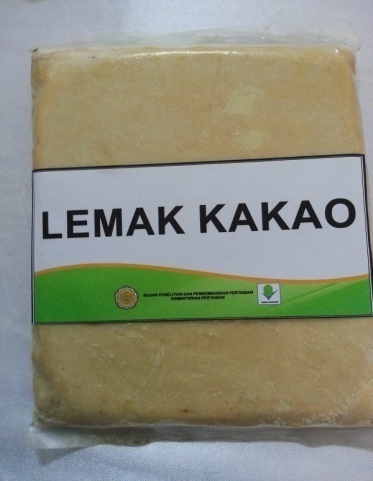 LEMAK KAKAO
BADAN PENELITIAN DAN PENGEMBANGAN PERTANIAN
KEMENTERIAN PERTANIAN